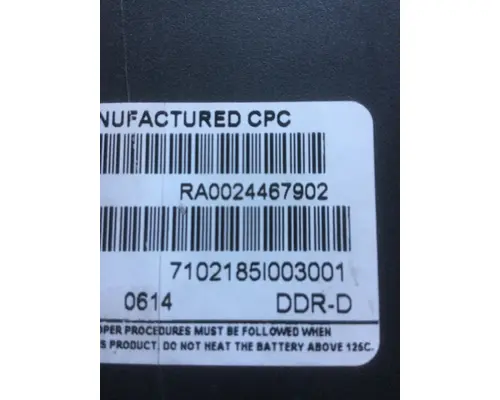 NUFACTURED CPC
RA0024467902
7102185I003001
0614 DDR-D
OPER PROCEDURES MUST BE FOLLOWED WHEN
S PRODUCT. DO NOT HEAT THE BATTERY ABOVE 125C.